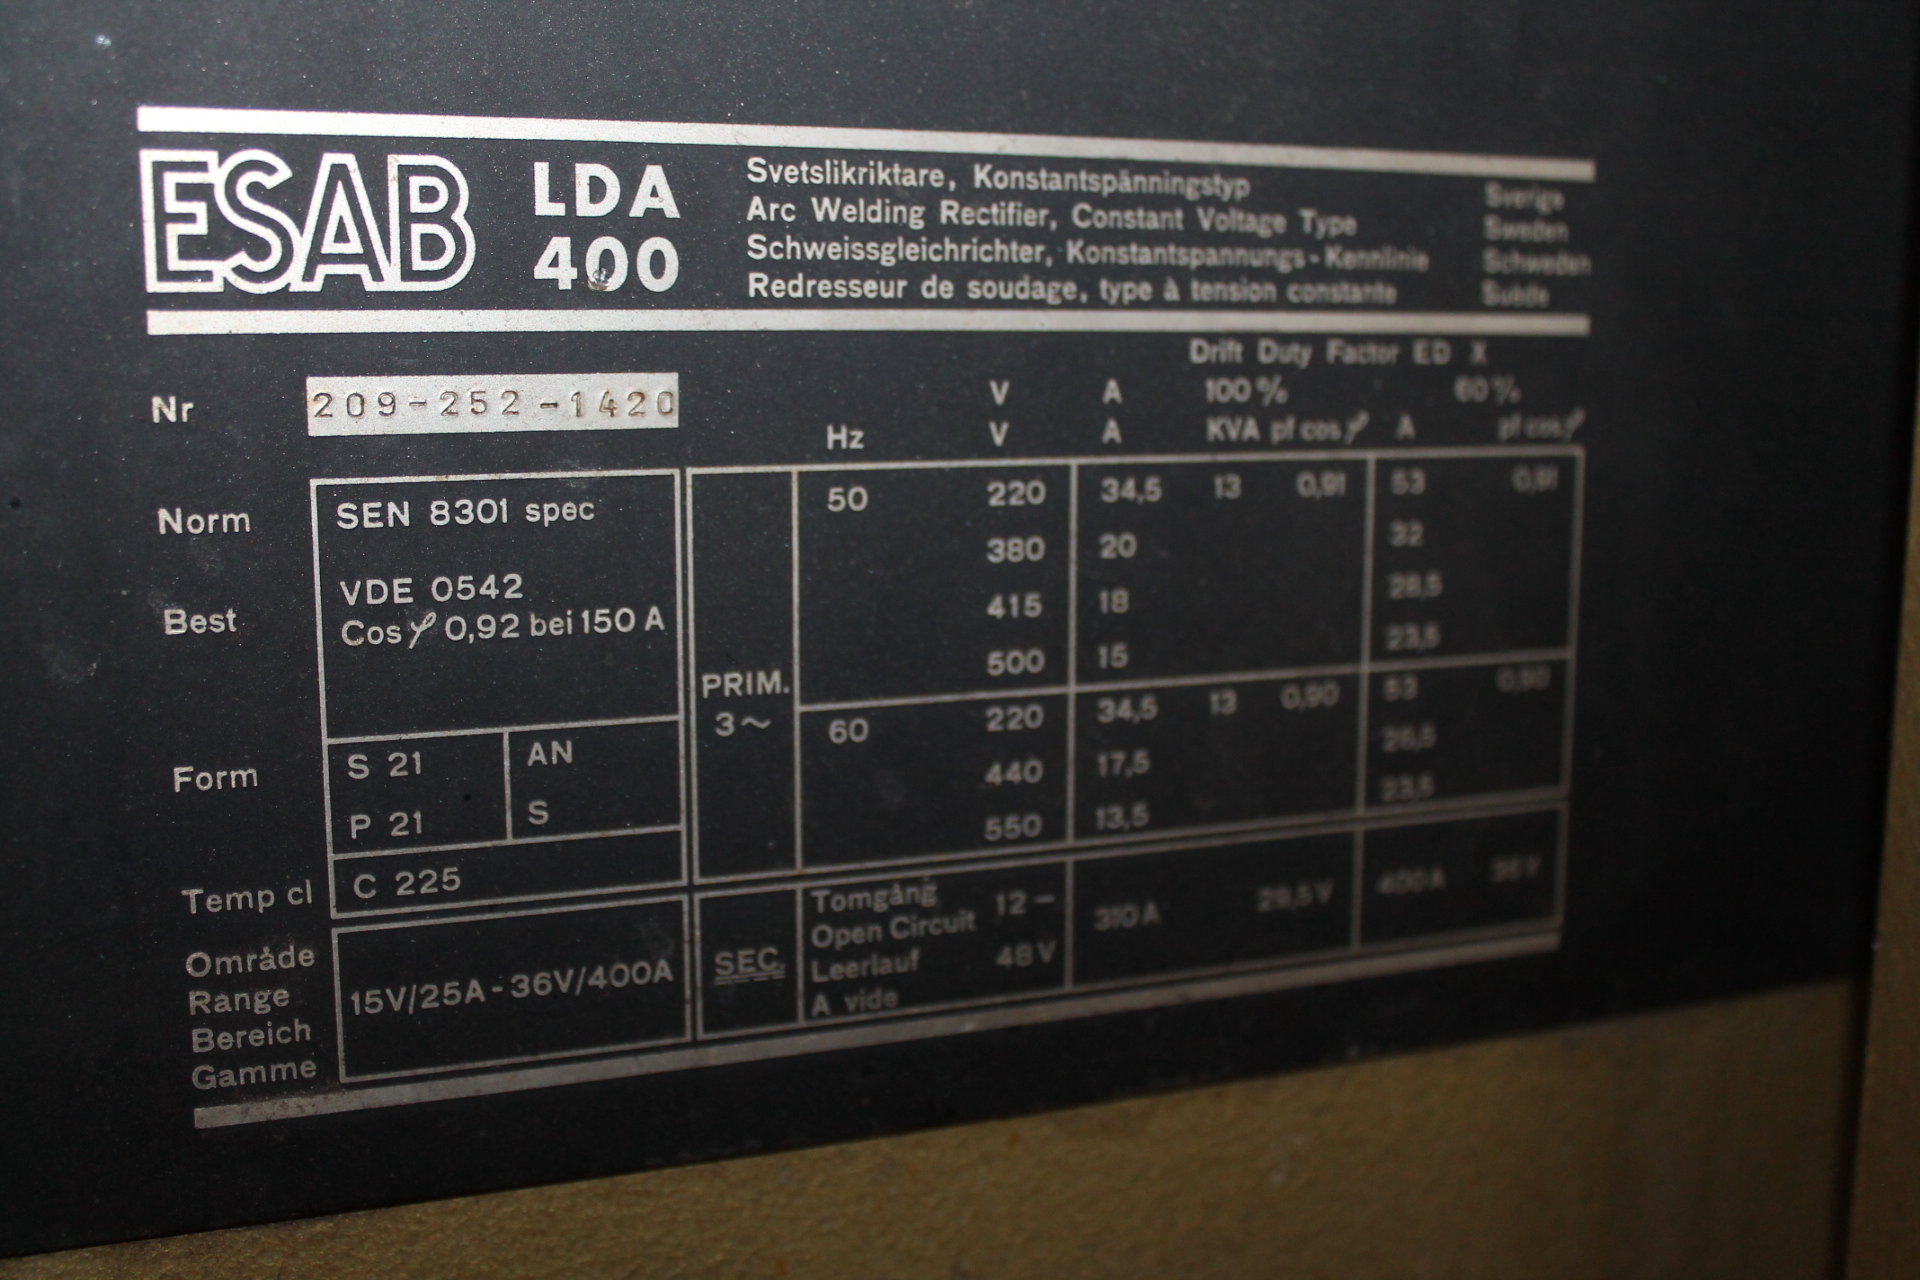 ESAB LDA 400
Svetslikriktare, Konstantspänningstyp Sverige
Arc Welding Rectifier, Constant Voltage Type Sweden
Schweissgleichrichter, Konstantspannungs-Kennlinie Schweden
Redresseur de soudage, type à tension constante Suède
Drift Duty Factor ED X
V A 100% 60%
Nr 209-252-1420
Hz V A KVA pf cos φ A pf cos φ
Norm SEN 8301 spec
Best VDE 0542
Cos φ 0,92 bei 150 A
Form S 21 AN
P 21 S
Temp cl C 225
PRIM.
3~
50 220 34,5 13 0,91 53 0,91
380 20 32
415 18 28,5
500 15 23,5
60 220 34,5 13 0,90 53 0,90
440 17,5 26,5
550 13,5 23,5
Område
Range
Bereich
Gamme
15V/25A - 36V/400A
SEC.
Tomgång 12 –
Open Circuit
Leerlauf 48 V
A vide
310 A 29,5 V 400 A 36 V